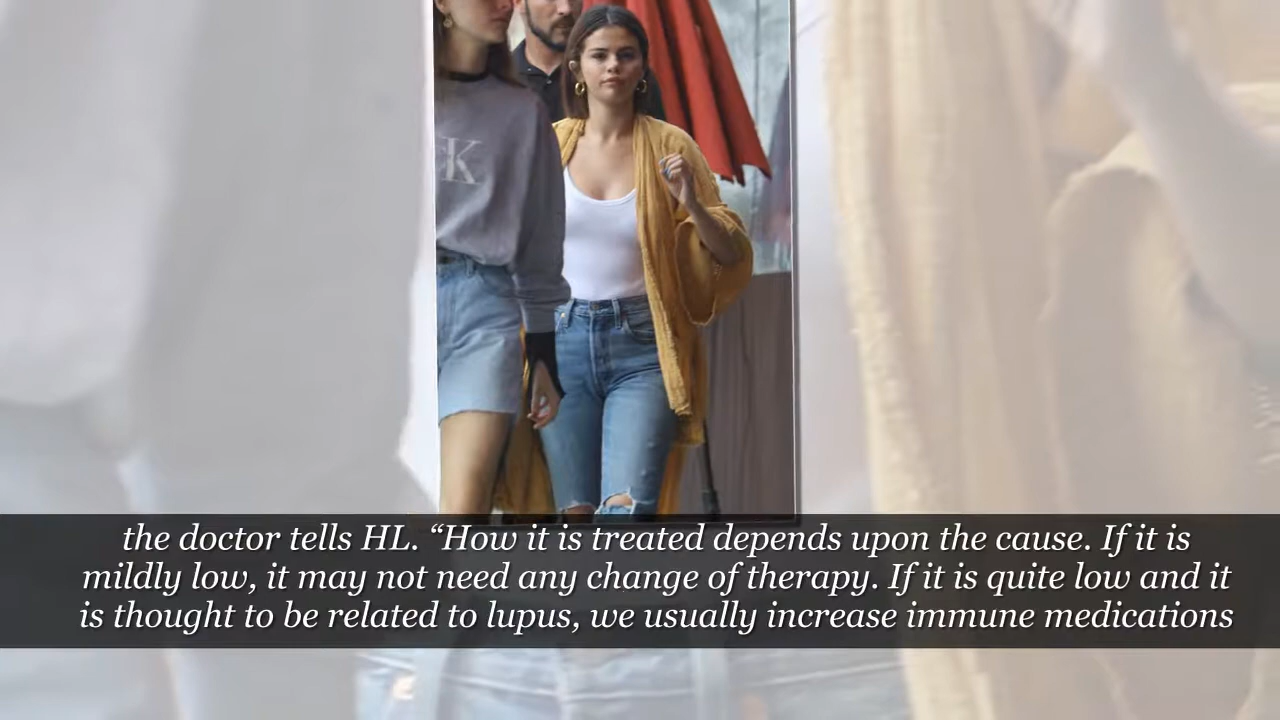 CK
the doctor tells HL. “How it is treated depends upon the cause. If it is
mildly low, it may not need any change of therapy. If it is quite low and it
is thought to be related to lupus, we usually increase immune medications